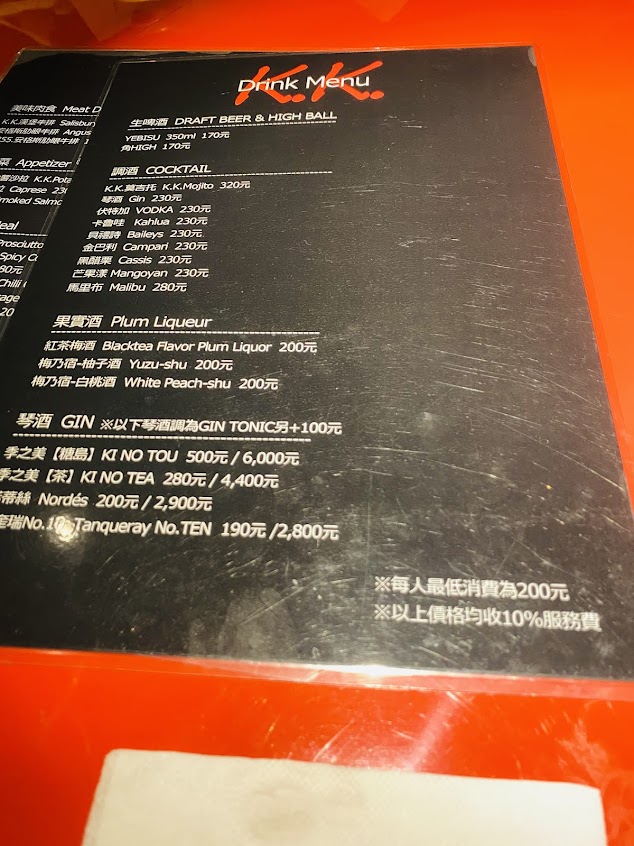 K.K.
Drink Menu
生啤酒 DRAFT BEER & HIGH BALL
YEBISU 350ml 170元
角HIGH 170元
調酒 COCKTAIL
K.K.莫吉托 K.K.Mojito 320元
琴酒 Gin 230元
伏特加 VODKA 230元
卡魯哇 Kahlua 230元
貝禮詩 Baileys 230元
金巴利 Campari 230元
黑醋栗 Cassis 230元
芒果漾 Mangoyan 230元
馬里布 Malibu 280元
果實酒 Plum Liqueur
紅茶梅酒 Blacktea Flavor Plum Liquor 200元
梅乃宿-柚子酒 Yuzu-shu 200元
梅乃宿-白桃酒 White Peach-shu 200元
琴酒 GIN ※以下琴酒調為GIN TONIC另+100元
季之美【糖島】KI NO TOU 500元 / 6,000元
季之美【茶】KI NO TEA 280元 / 4,400元
蒂絲 Nordés 200元 / 2,900元
奎瑞No.10 Tanqueray No.TEN 190元 /2,800元
※每人最低消費為200元
※以上價格均收10%服務費
美味肉食 Meat D
K.K.漢堡牛排 Salisbury
安格斯肋眼牛排 Angus
菜 Appetizer
沙拉 K.K.Pota
Caprese 230
moked Salmo
eal
Prosciutto
Spicy Co
80元
Chilli
rage
20